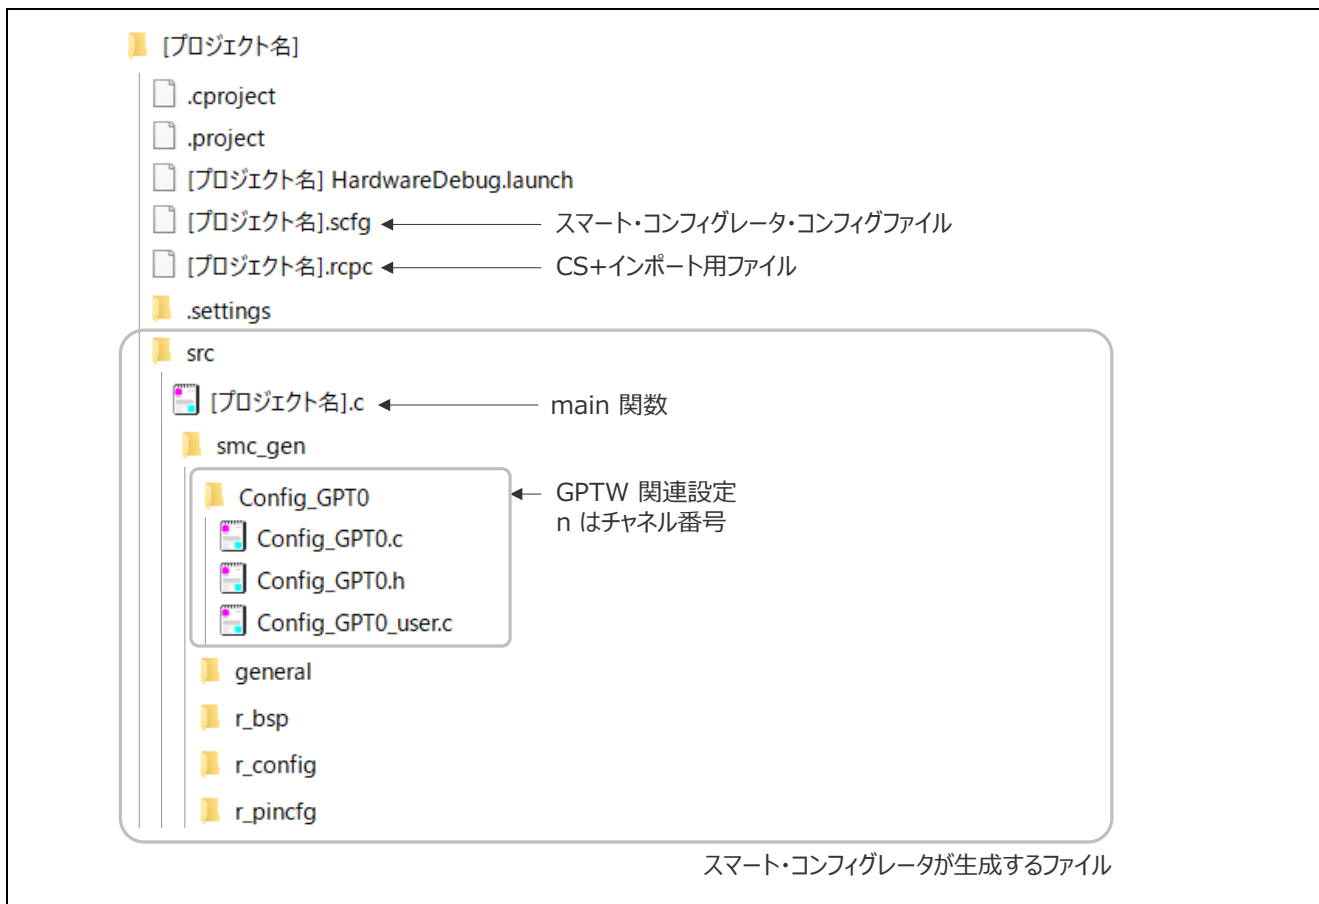 [プロジェクト名]
.cproject
.project
[プロジェクト名] HardwareDebug.launch
[プロジェクト名].scfg スマート・コンフィグレータ・コンフィグファイル
[プロジェクト名].rcpc CS+インポート用ファイル
.settings
src
[プロジェクト名].c main 関数
smc_gen
Config_GPT0 GPTW 関連設定
n はチャネル番号
Config_GPT0.c
Config_GPT0.h
Config_GPT0_user.c
general
r_bsp
r_config
r_pincfg
スマート・コンフィグレータが生成するファイル